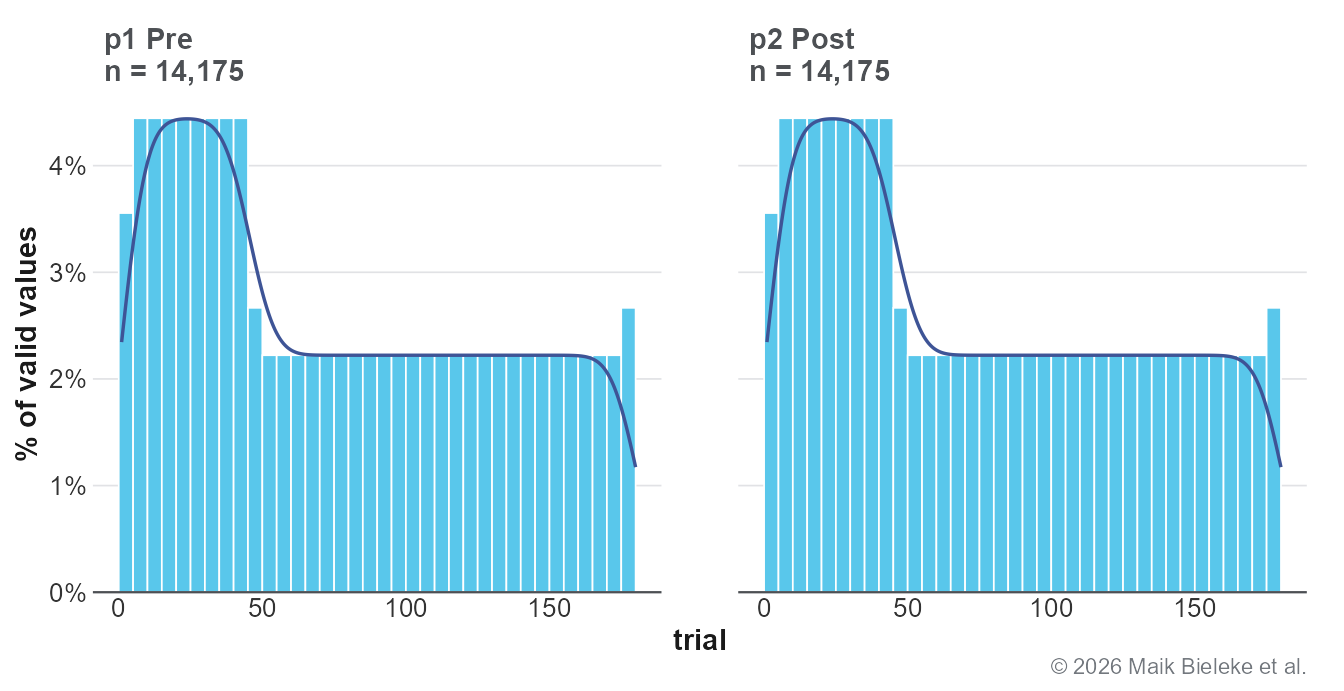 p1 Pre
n = 14,175
p2 Post
n = 14,175
% of valid values
4%
3%
2%
1%
0%
0 50 100 150
0 50 100 150
trial
© 2026 Maik Bieleke et al.